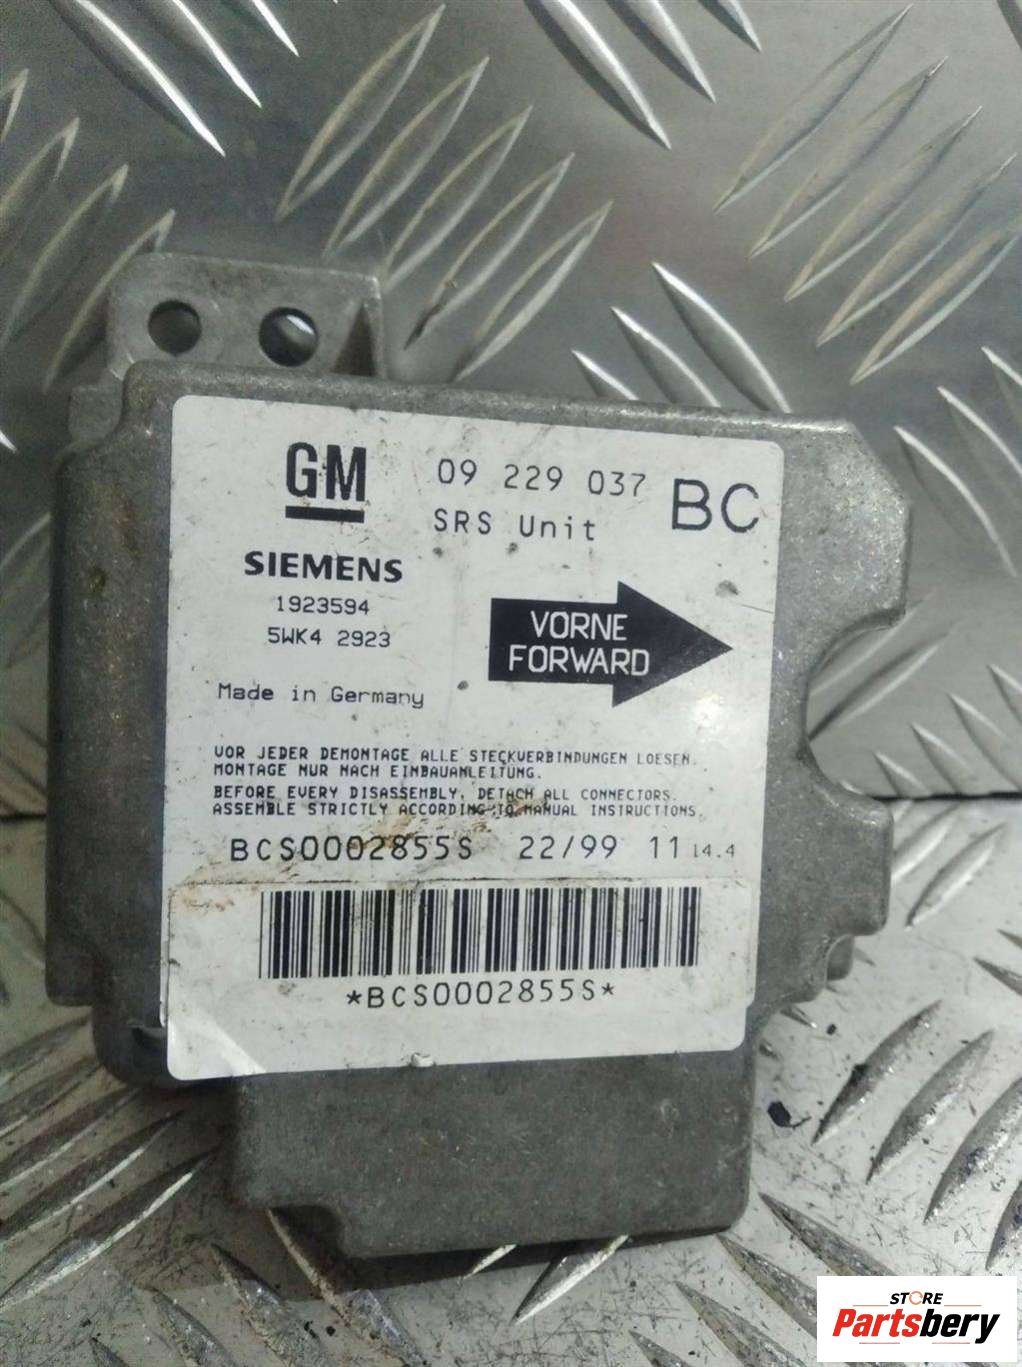 GM
09 229 037
BC
SRS Unit
SIEMENS
1923594
5WK4 2923
VORNE
FORWARD
Made in Germany
VOR JEDER DEMONTAGE ALLE STECKVERBINDUNGEN LOESEN.
MONTAGE NUR NACH EINBAUANLEITUNG.
BEFORE EVERY DISASSEMBLY, DETACH ALL CONNECTORS.
ASSEMBLE STRICTLY ACCORDING TO MANUAL INSTRUCTIONS.
BCS0002855S 22/99 11 14.4
*BCS0002855S*
STORE
Partsbery